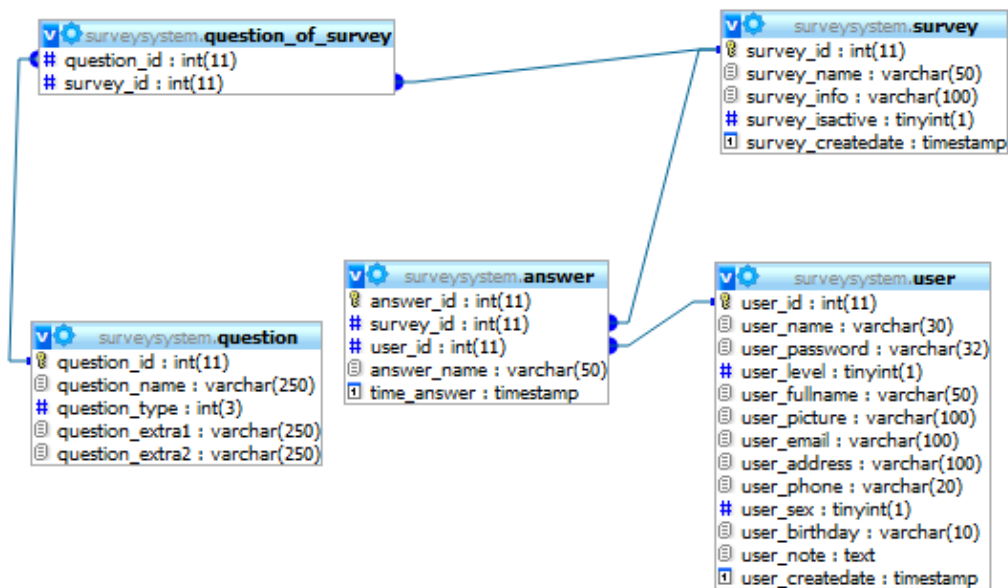 surveysystem.question_of_survey
question_id : int(11)
survey_id : int(11)
surveysystem.survey
survey_id : int(11)
survey_name : varchar(50)
survey_info : varchar(100)
survey_isactive : tinyint(1)
survey_createdate : timestamp
surveysystem.answer
answer_id : int(11)
survey_id : int(11)
user_id : int(11)
answer_name : varchar(50)
time_answer : timestamp
surveysystem.user
user_id : int(11)
user_name : varchar(30)
user_password : varchar(32)
user_level : tinyint(1)
user_fullname : varchar(50)
user_picture : varchar(100)
user_email : varchar(100)
user_address : varchar(100)
user_phone : varchar(20)
user_sex : tinyint(1)
user_birthday : varchar(10)
user_note : text
user_createdate : timestamp
surveysystem.question
question_id : int(11)
question_name : varchar(250)
question_type : int(3)
question_extra1 : varchar(250)
question_extra2 : varchar(250)